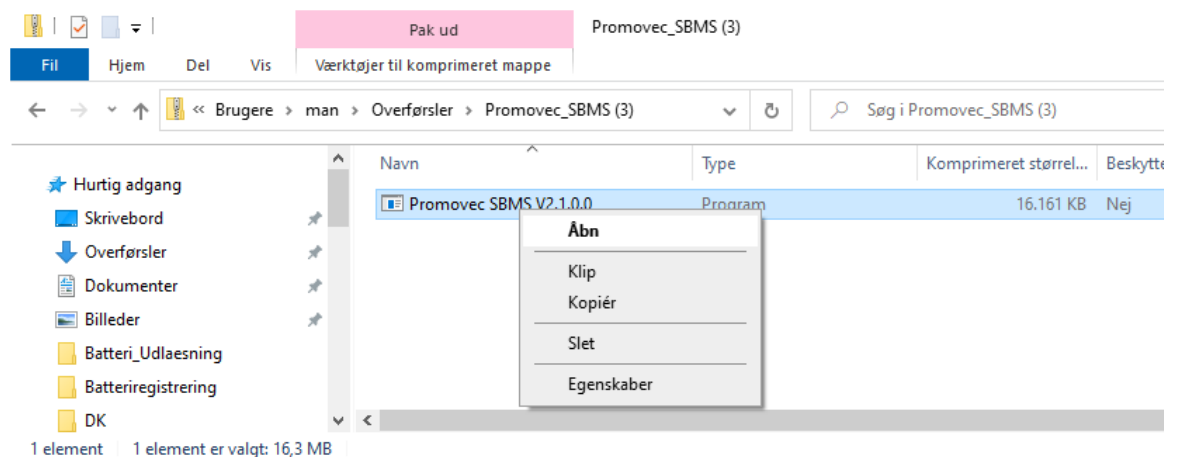 Pak ud
Promovec_SBMS (3)
Fil Hjem Del Vis Værktøjer til komprimeret mappe
« Brugere › man › Overførsler › Promovec_SBMS (3)
Søg i Promovec_SBMS (3)
Navn Type Komprimeret størrel... Beskytte
Hurtig adgang
Skrivebord
Overførsler
Dokumenter
Billeder
Batteri_Udlaesning
Batteriregistrering
DK
Promovec SBMS V2.1.0.0 Program 16.161 KB Nej
Åbn
Klip
Kopiér
Slet
Egenskaber
1 element 1 element er valgt: 16,3 MB